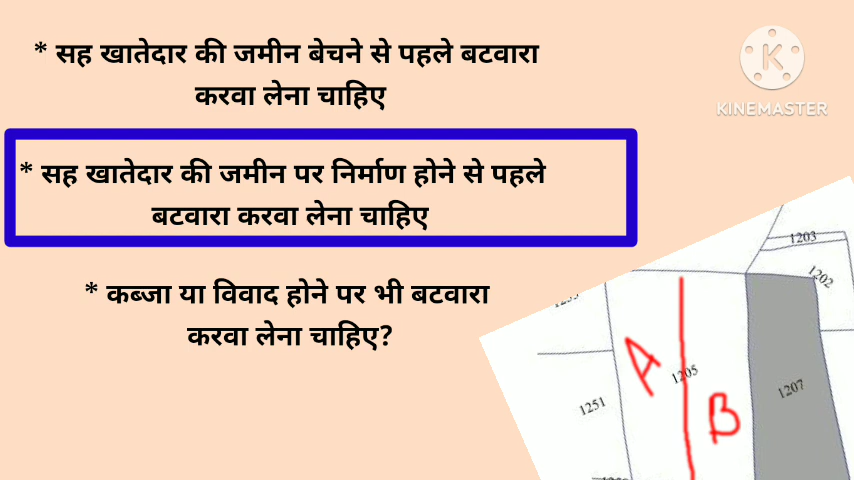 * सह खातेदार की जमीन बेचने से पहले बटवारा
करवा लेना चाहिए
KINEMASTER
* सह खातेदार की जमीन पर निर्माण होने से पहले
बटवारा करवा लेना चाहिए
* कब्जा या विवाद होने पर भी बटवारा
करवा लेना चाहिए?
1203
1202
A
1205
B
1207
1251